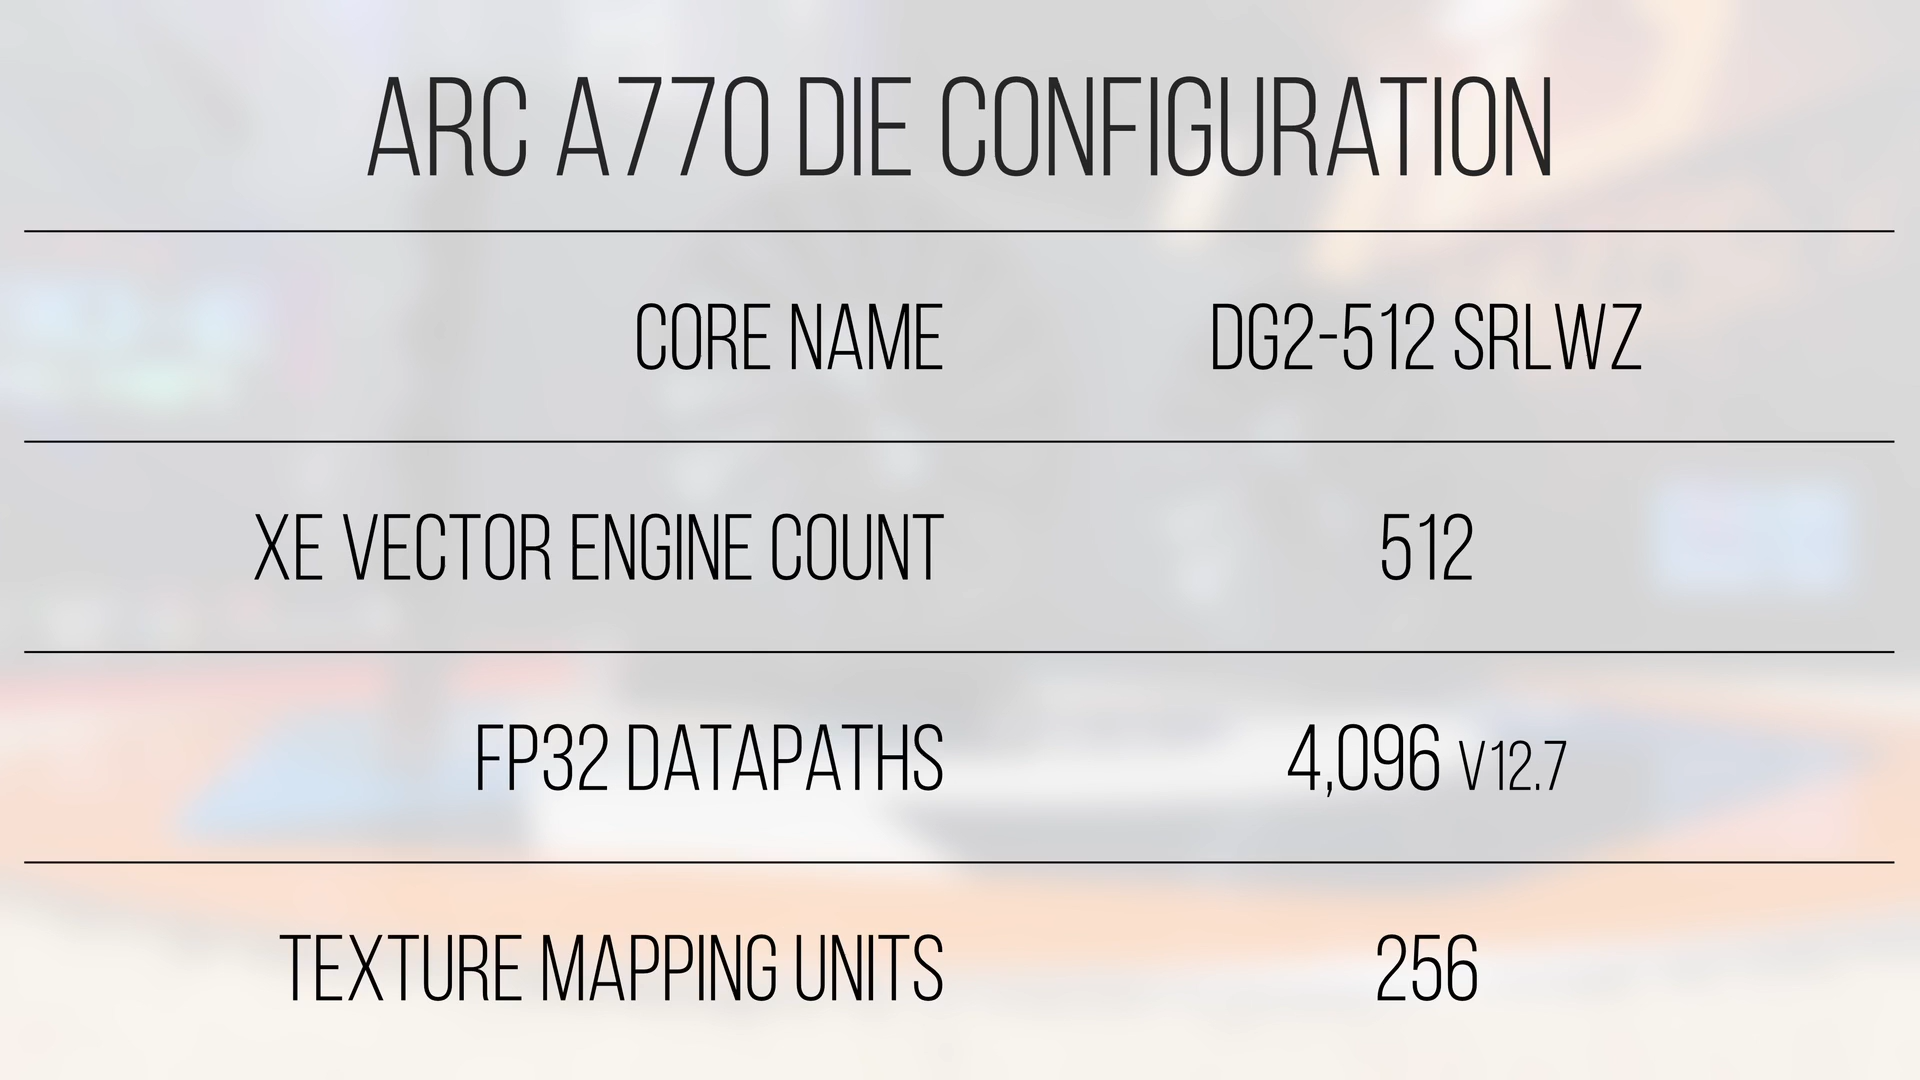 ARC A770 DIE CONFIGURATION
CORE NAME DG2-512 SRLWZ
XE VECTOR ENGINE COUNT 512
FP32 DATAPATHS 4,096 V12.7
TEXTURE MAPPING UNITS 256